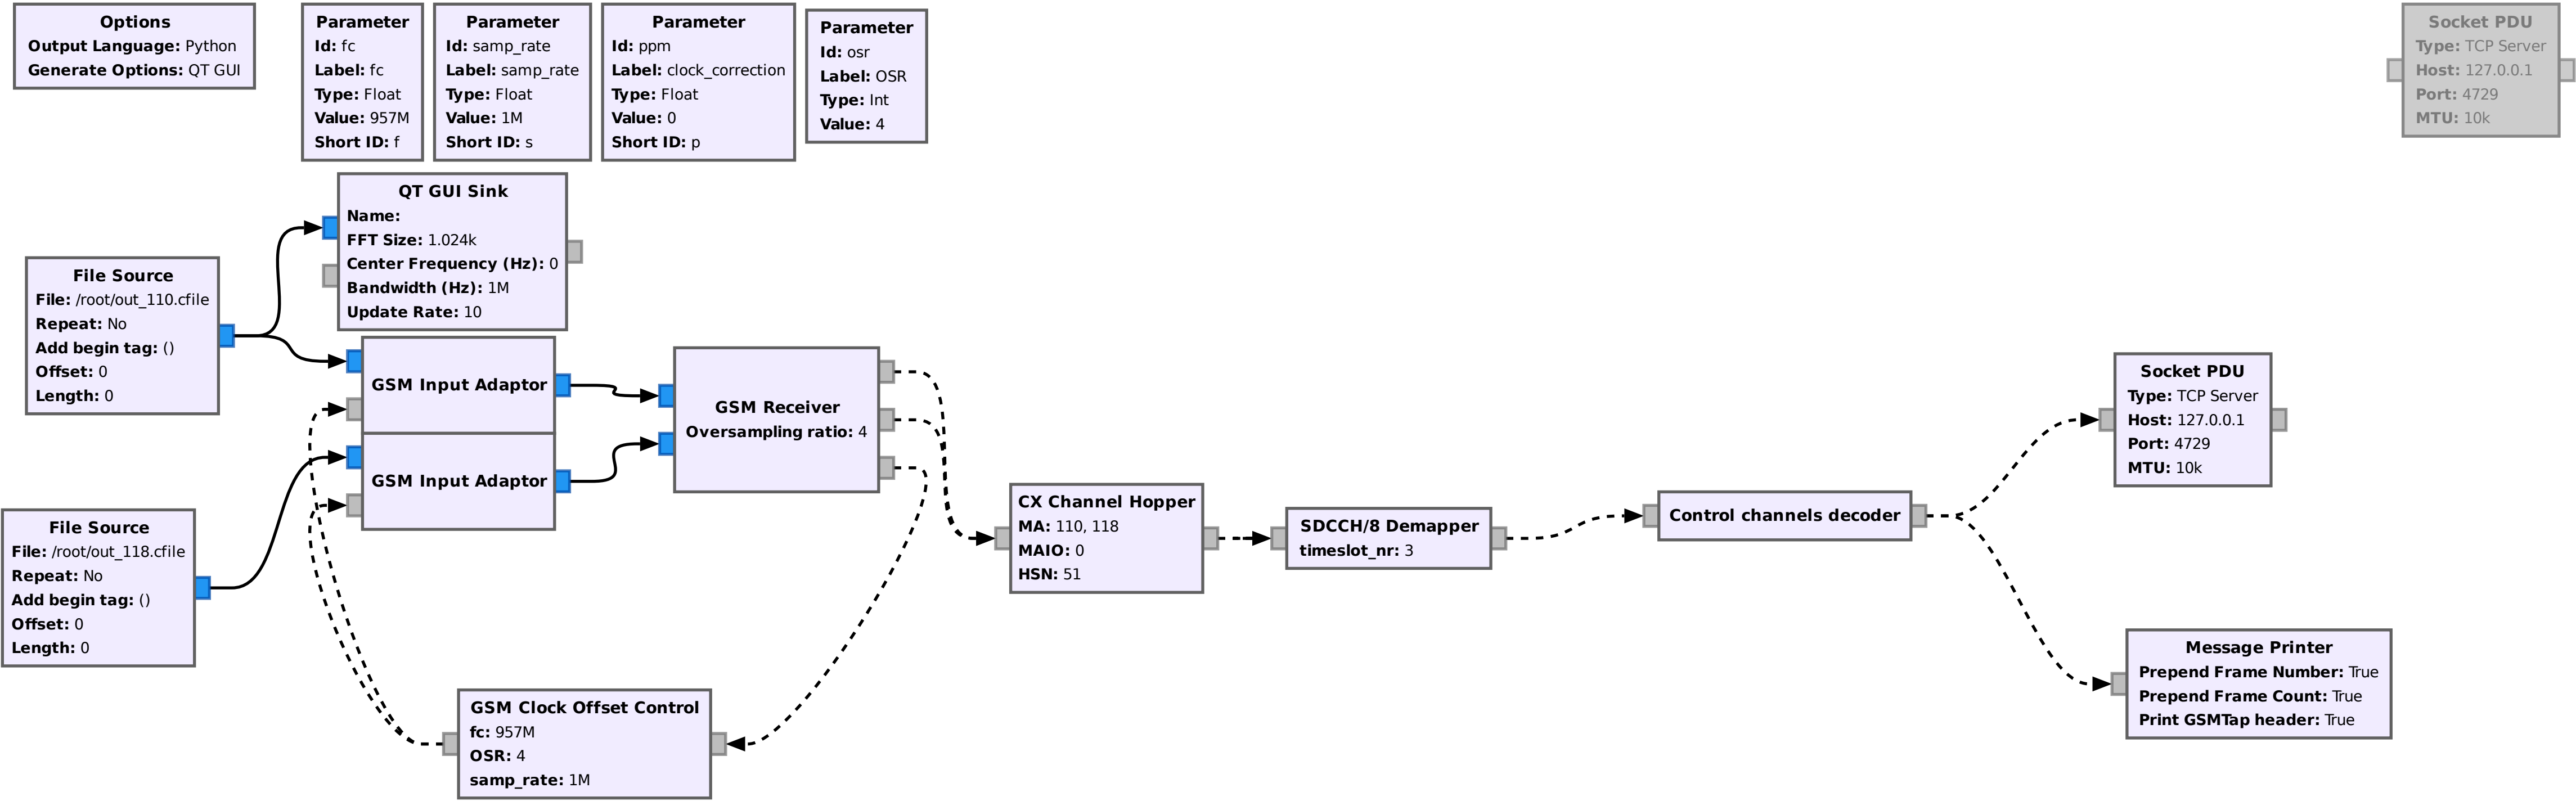 Options
Output Language: Python
Generate Options: QT GUI
Parameter
Id: fc
Label: fc
Type: Float
Value: 957M
Short ID: f
Parameter
Id: samp_rate
Label: samp_rate
Type: Float
Value: 1M
Short ID: s
Parameter
Id: ppm
Label: clock_correction
Type: Float
Value: 0
Short ID: p
Parameter
Id: osr
Label: OSR
Type: Int
Value: 4
Socket PDU
Type: TCP Server
Host: 127.0.0.1
Port: 4729
MTU: 10k
QT GUI Sink
Name:
FFT Size: 1.024k
Center Frequency (Hz): 0
Bandwidth (Hz): 1M
Update Rate: 10
File Source
File: /root/out_110.cfile
Repeat: No
Add begin tag: ()
Offset: 0
Length: 0
GSM Input Adaptor
GSM Input Adaptor
GSM Receiver
Oversampling ratio: 4
File Source
File: /root/out_118.cfile
Repeat: No
Add begin tag: ()
Offset: 0
Length: 0
GSM Clock Offset Control
fc: 957M
OSR: 4
samp_rate: 1M
CX Channel Hopper
MA: 110, 118
MAIO: 0
HSN: 51
SDCCH/8 Demapper
timeslot_nr: 3
Control channels decoder
Socket PDU
Type: TCP Server
Host: 127.0.0.1
Port: 4729
MTU: 10k
Message Printer
Prepend Frame Number: True
Prepend Frame Count: True
Print GSMTap header: True